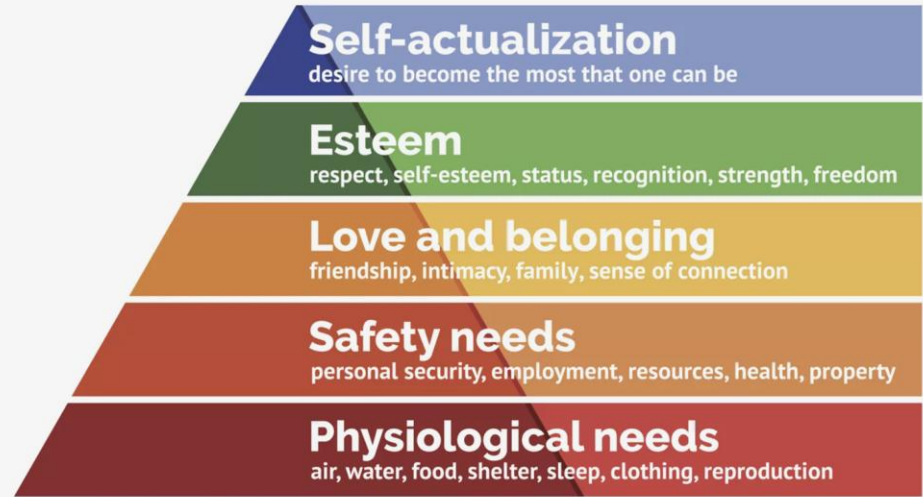 Self-actualization
desire to become the most that one can be
Esteem
respect, self-esteem, status, recognition, strength, freedom
Love and belonging
friendship, intimacy, family, sense of connection
Safety needs
personal security, employment, resources, health, property
Physiological needs
air, water, food, shelter, sleep, clothing, reproduction